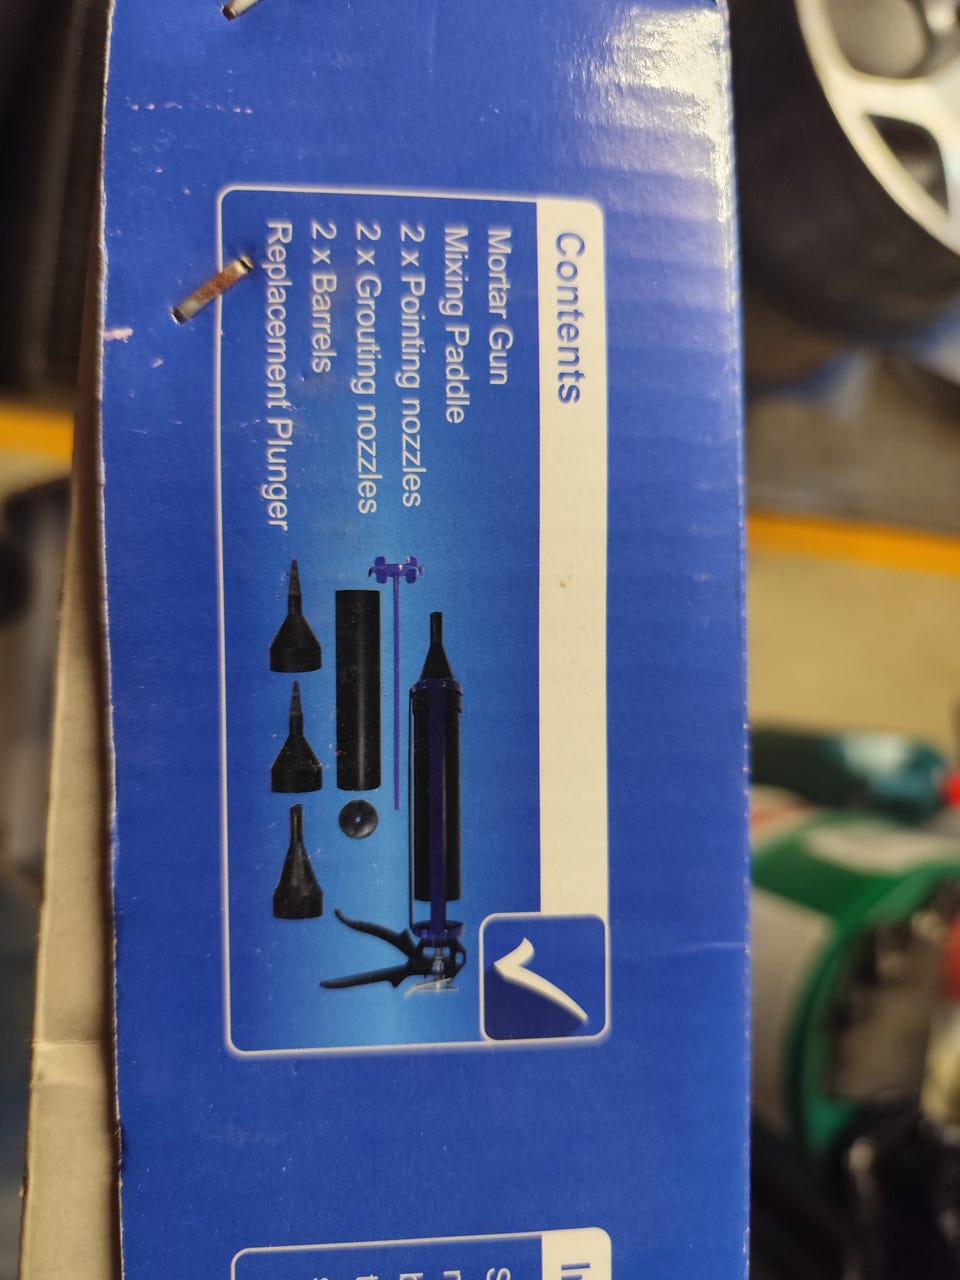 Contents
Mortar Gun
Mixing Paddle
2 x Pointing nozzles
2 x Grouting nozzles
2 x Barrels
Replacement Plunger